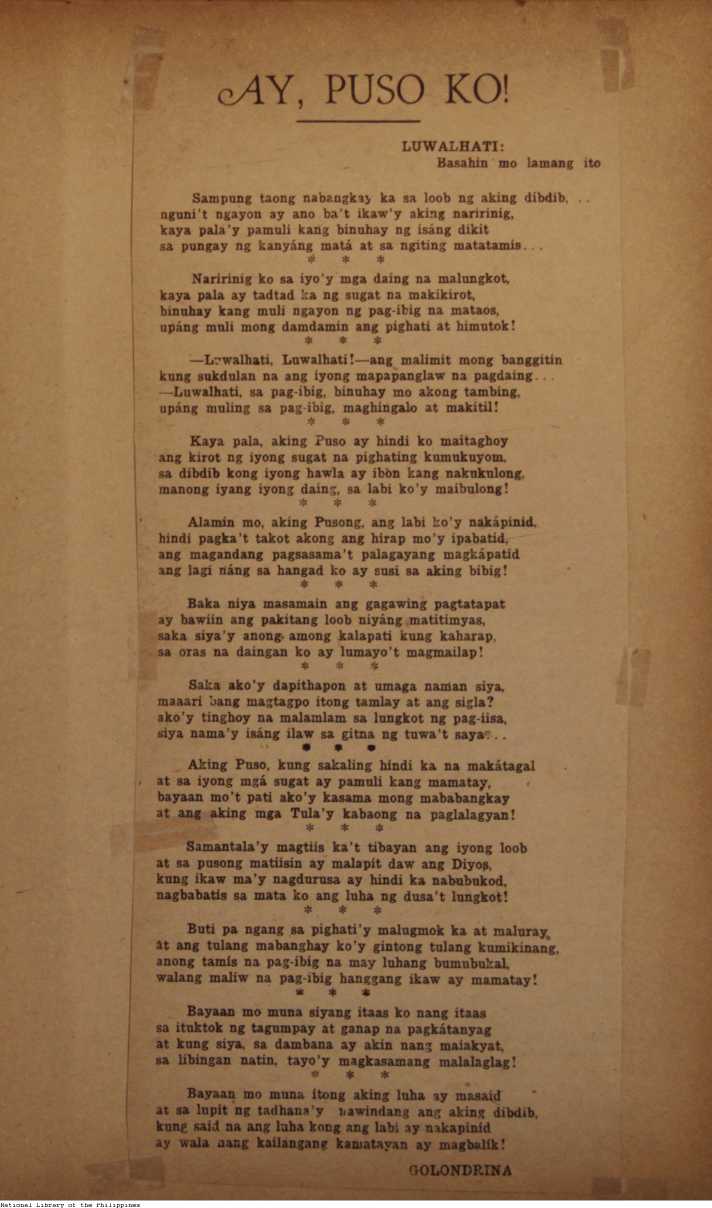 AY, PUSO KO!
LUWALHATI:
Basahin mo lamang ito
Sampung taong nabangkay ka sa loob ng aking dibdib, ..
nguni't ngayon ay ano ba't ikaw'y aking naririnig,
kaya pala'y pamuli kang binuhay ng isáng dikit
sa pungay ng kanyáng matá at sa ngiting matatamis...
* * *
Naririnig ko sa iyo'y mga daing na malungkot,
kaya pala ay tadtad ka ng sugat na makikirot,
binuhay kang muli ngayon ng pag-ibig na mataos,
upáng muli mong damdamin ang pighati at himutok!
* * *
—Luwalhati, Luwalhati!—ang malimit mong banggitin
kung sukdulan na ang iyong mapapanglaw na pagdaing...
—Luwalhati, sa pag-ibig, binuhay mo akong tambing,
upáng muling sa pag-ibig, maghingalo at makitil!
* * *
Kaya pala, aking Puso ay hindi ko maitaghoy
ang kirot ng iyong sugat na pighating kumukuyom,
sa dibdib kong iyong hawla ay ibon kang nakukulong,
manong iyang iyong daing, sa labi ko'y maibulong!
* * *
Alamin mo, aking Pusong, ang labi ko'y nakápinid,
hindi pagka't takot akong ang hirap mo'y ipabatid,
ang magandang pagsasama't palagayang magkápatid
ang lagi náng sa hangad ko ay susi sa aking bibig!
* * *
Baka niya masamain ang gagawing pagtatapat
ay bawiin ang pakitang loob niyáng matitimyas,
saka siya'y anong among kalapati kung kaharap,
sa oras na daingan ko ay lumayo't magmailap!
* * *
Saka ako'y dapithapon at umaga naman siya,
maaari bang magtagpo itong tamlay at ang sigla?
ako'y tinghoy na malamlam sa lungkot ng pag-iisa,
siya nama'y isáng ilaw sa gitna ng tuwa't saya...
* * *
Aking Puso, kung sakaling hindi ka na makátagal
at sa iyong mgá sugat ay pamuli kang mamatay,
bayaan mo't pati ako'y kasama mong mababangkay
at ang aking mga Tula'y kabaong na paglalagyan!
* * *
Samantala'y magtiis ka't tibayan ang iyong loob
at sa pusong matiisin ay malapit daw ang Diyos,
kung ikaw ma'y nagdurusa ay hindi ka nabubukod,
nagbabatis sa mata ko ang luha ng dusa't lungkot!
* * *
Buti pa ngang sa pighati'y malugmok ka at maluray,
at ang tulang mabanghay ko'y gintong tulang kumikinang,
anong tamis na pag-ibig na may luhang bumubukal,
walang maliw na pag-ibig hanggang ikaw ay mamatay!
* * *
Bayaan mo muna siyang itaas ko nang itaas
sa ituktok ng tagumpay at ganap na pagkátanyag
at kung siya, sa dambana ay akin nang maiakyat,
sa libingan natin, tayo'y magkasamang malalaglag!
* * *
Bayaan mo muna itong aking luha ay masaid
at sa lupit ng tadhana'y mawindang ang aking dibdib,
kung said na ang luha kong ang labi ay nakapinid
ay wala nang kailangang kamatayan ay magbalik!
GOLONDRINA
National Library of the Philippines